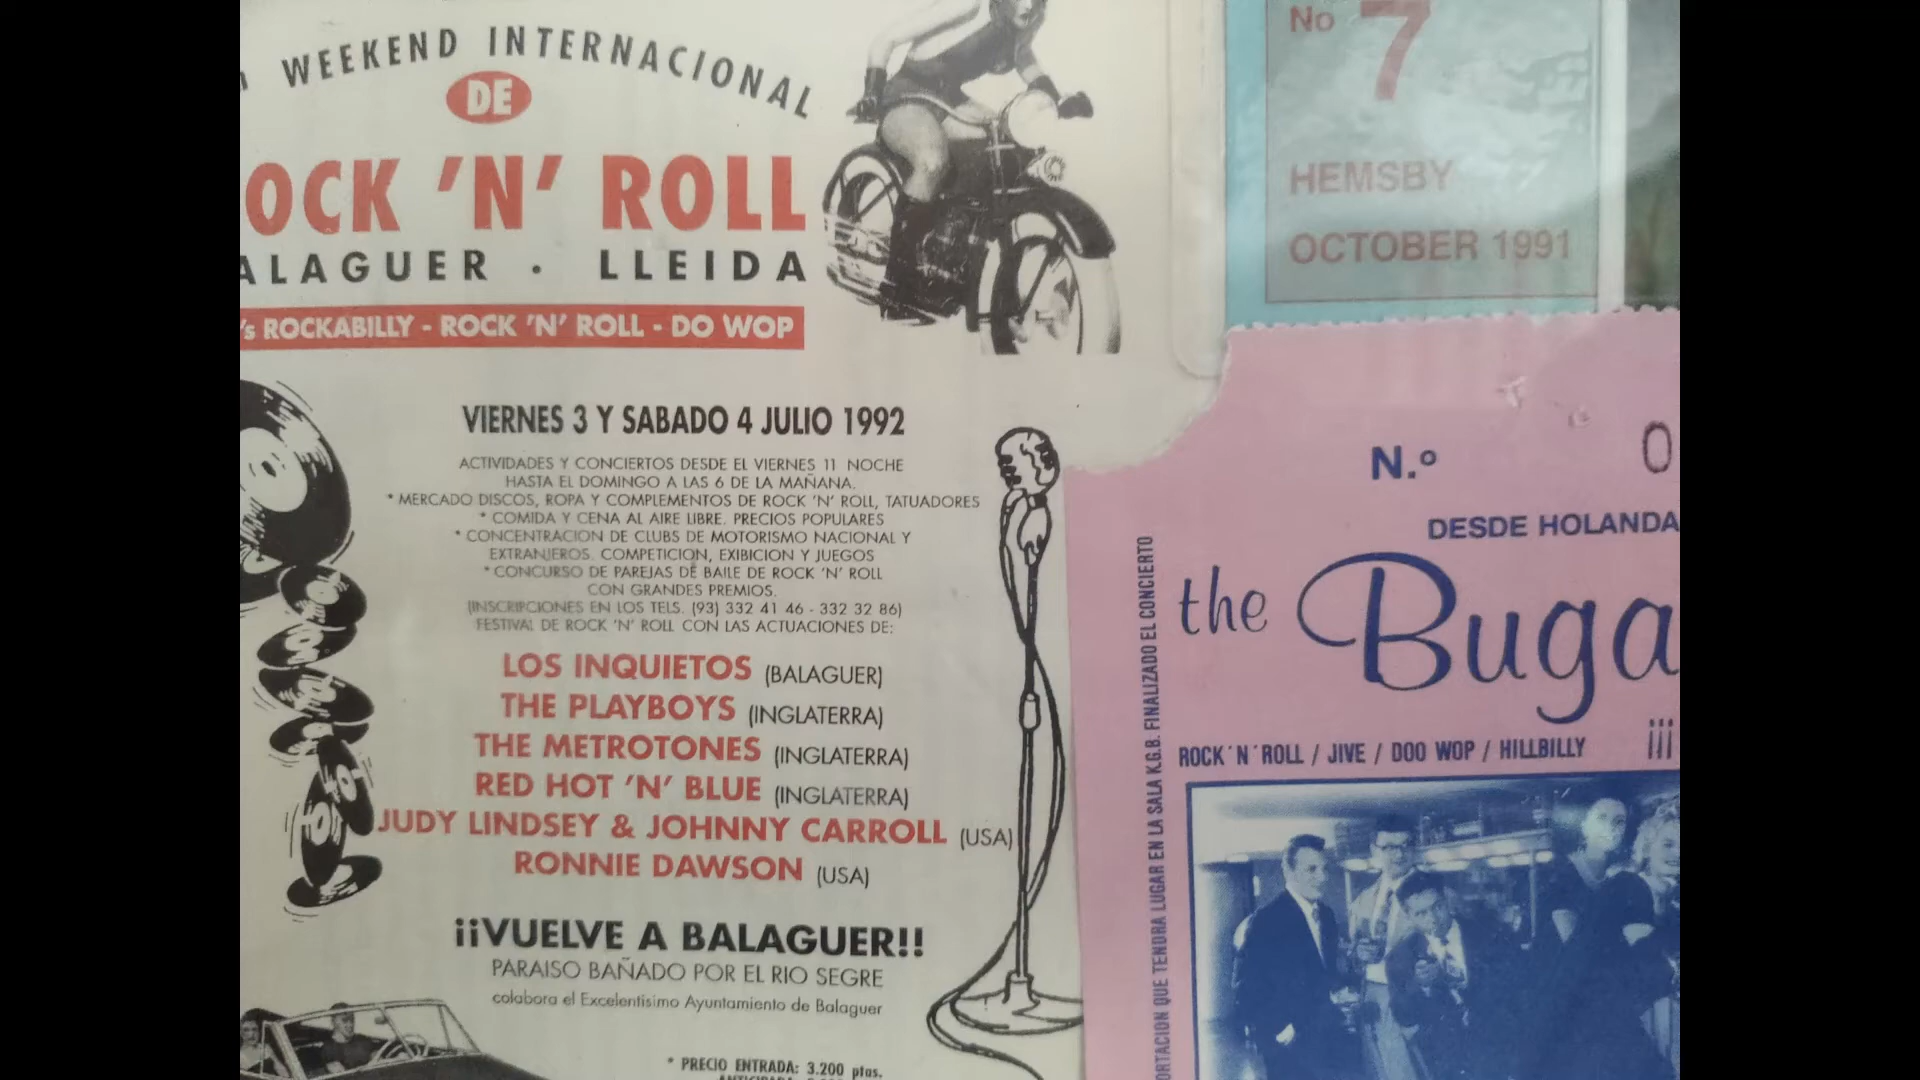 WEEKEND INTERNACIONAL
DE
OCK 'N' ROLL
ALAGUER · LLEIDA
's ROCKABILLY - ROCK 'N' ROLL - DO WOP
VIERNES 3 Y SABADO 4 JULIO 1992
ACTIVIDADES Y CONCIERTOS DESDE EL VIERNES 11 NOCHE
HASTA EL DOMINGO A LAS 6 DE LA MAÑANA.
* MERCADO DISCOS, ROPA Y COMPLEMENTOS DE ROCK 'N' ROLL, TATUADORES
* COMIDA Y CENA AL AIRE LIBRE. PRECIOS POPULARES
* CONCENTRACION DE CLUBS DE MOTORISMO NACIONAL Y
EXTRANJEROS. COMPETICION, EXIBICION Y JUEGOS
* CONCURSO DE PAREJAS DE BAILE DE ROCK 'N' ROLL
CON GRANDES PREMIOS.
(INSCRIPCIONES EN LOS TELS. (93) 332 41 46 - 332 32 86)
FESTIVAL DE ROCK 'N' ROLL CON LAS ACTUACIONES DE:
LOS INQUIETOS (BALAGUER)
THE PLAYBOYS (INGLATERRA)
THE METROTONES (INGLATERRA)
RED HOT 'N' BLUE (INGLATERRA)
JUDY LINDSEY & JOHNNY CARROLL (USA)
RONNIE DAWSON (USA)
¡¡VUELVE A BALAGUER!!
PARAISO BAÑADO POR EL RIO SEGRE
colabora el Excelentísimo Ayuntamiento de Balaguer
* PRECIO ENTRADA: 3.200 ptas.
No 7
HEMSBY
OCTOBER 1991
N.º 0
DESDE HOLANDA
the Buga
ROCK'N'ROLL / JIVE / DOO WOP / HILLBILLY
ORTACION QUE TENDRA LUGAR EN LA SALA K.G.B. FINALIZADO EL CONCIERTO